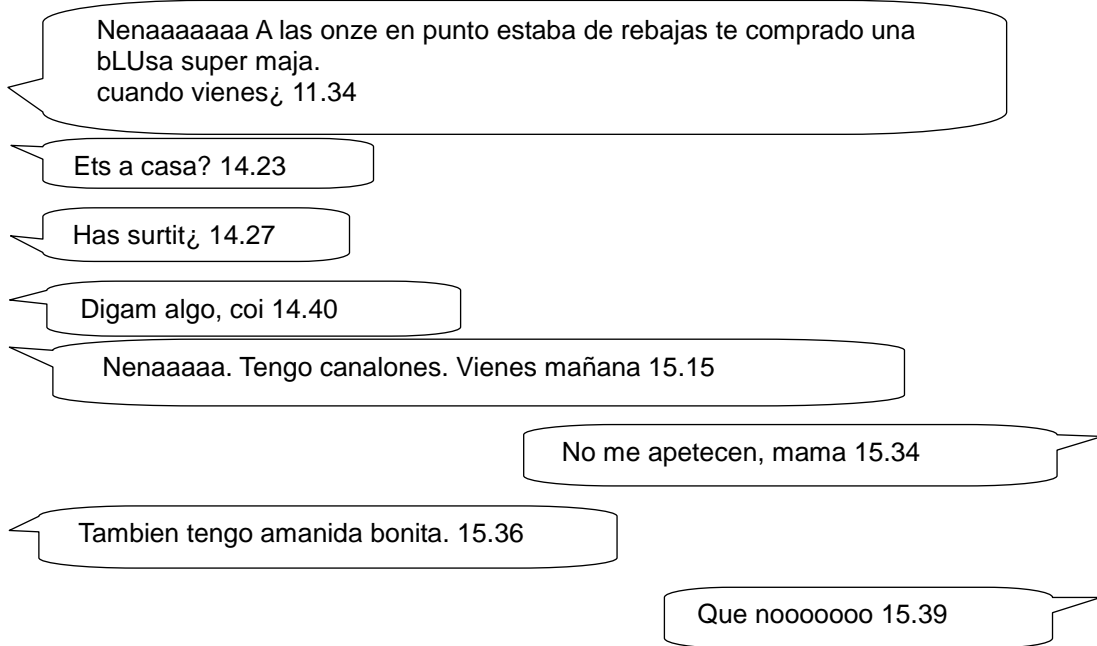 Nenaaaaaaa A las onze en punto estaba de rebajas te comprado una
bLUsa super maja.
cuando vienes¿ 11.34
Ets a casa? 14.23
Has surtit¿ 14.27
Digam algo, coi 14.40
Nenaaaaa. Tengo canalones. Vienes mañana 15.15
No me apetecen, mama 15.34
Tambien tengo amanida bonita. 15.36
Que nooooooo 15.39